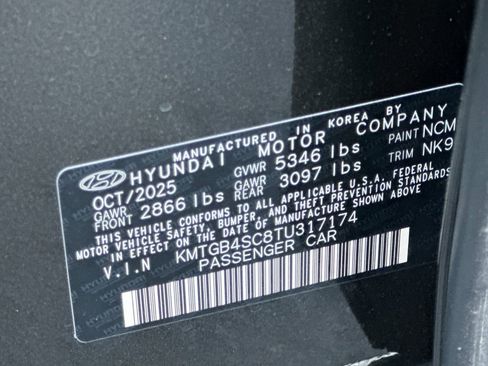 MANUFACTURED IN KOREA BY
HYUNDAI MOTOR COMPANY
OCT/2025 GVWR 5346 lbs PAINT NCM
GAWR FRONT 2866 lbs GAWR REAR 3097 lbs TRIM NK9
THIS VEHICLE CONFORMS TO ALL APPLICABLE U.S.A. FEDERAL
MOTOR VEHICLE SAFETY, BUMPER, AND THEFT PREVENTION STANDARDS
IN EFFECT ON THE DATE OF MANUFACTURE SHOWN ABOVE.
V.I.N KMTGB4SC8TU317174
PASSENGER CAR